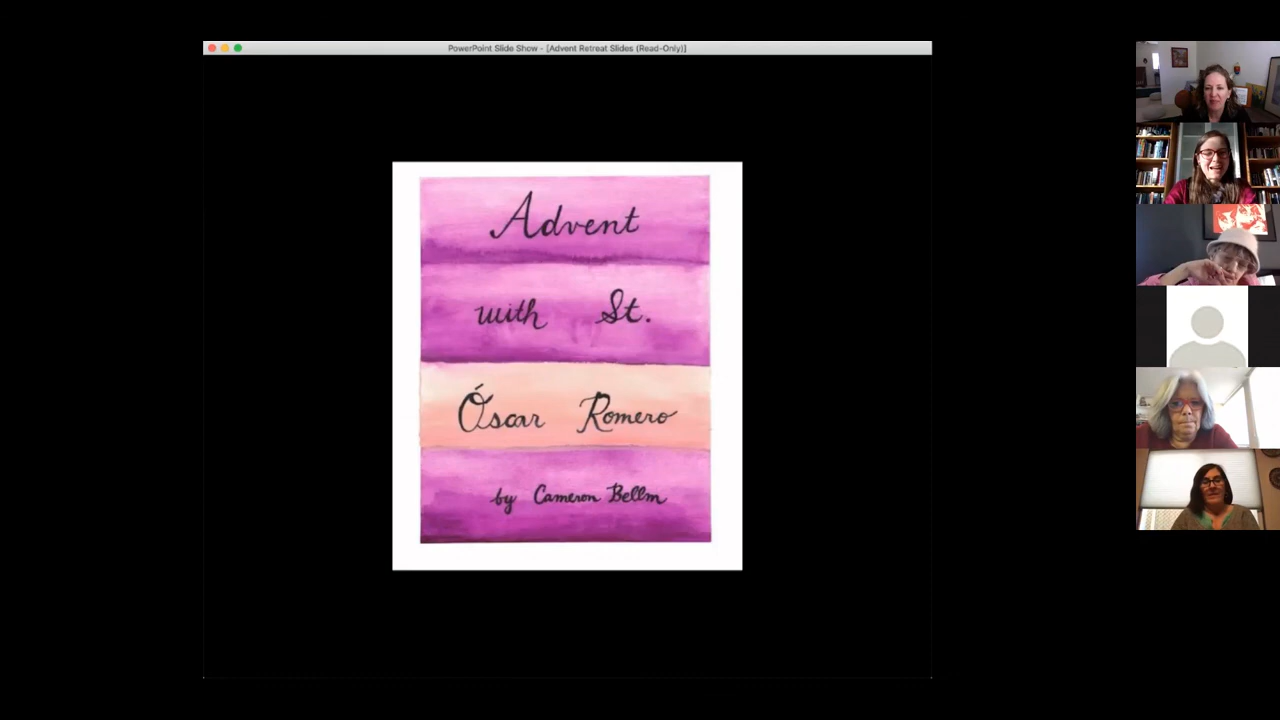 PowerPoint Slide Show - [Advent Retreat Slides (Read-Only)]
Advent
with St.
Óscar Romero
by Cameron Bellm